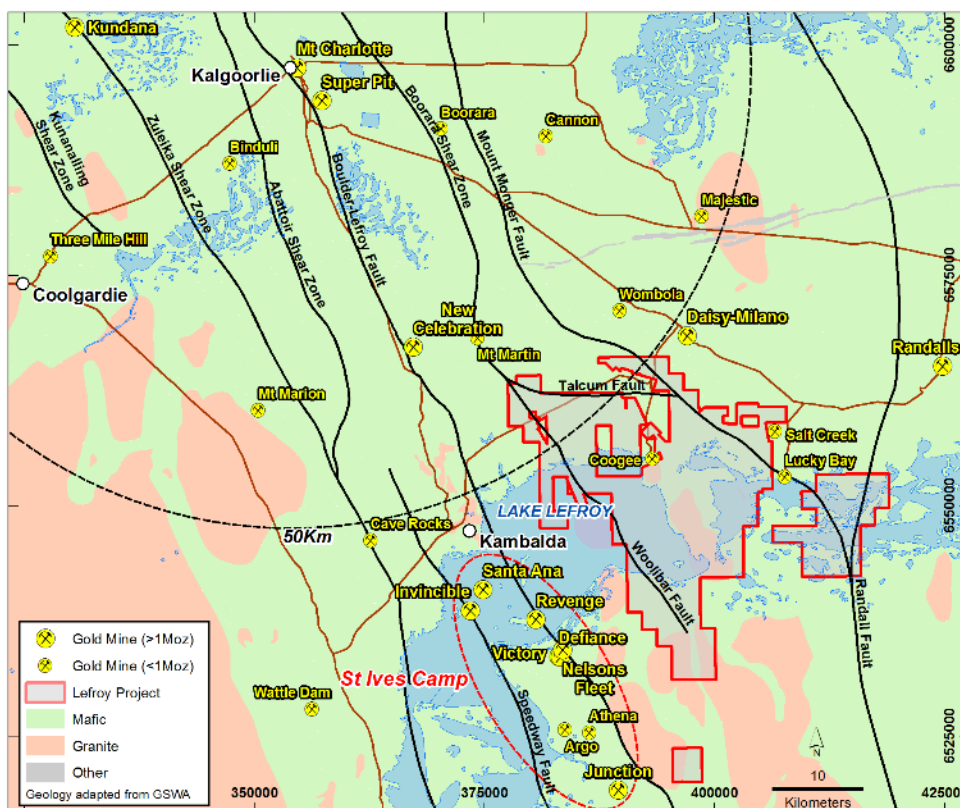 Kundana
Mt Charlotte
Kalgoorlie
Super Pit
Boorara
Cannon
Binduli
Kunanalling
Shear Zone
Zuleika Shear Zone
Abattoir Shear Zone
Boulder-Lefroy Fault
Boorara Shear Zone
Mount Monger Fault
Majestic
Three Mile Hill
Coolgardie
New
Celebration
Mt Martin
Wombola
Daisy-Milano
Randalls
Talcum Fault
Mt Marion
Salt Creek
Coogee
Lucky Bay
50Km
Cave Rocks
LAKE LEFROY
Kambalda
Woolibar Fault
Randall Fault
Santa Ana
Invincible
Revenge
Defiance
Victory
Nelsons
Fleet
St Ives Camp
Wattle Dam
Speedway Fault
Athena
Argo
Junction
Gold Mine (>1Moz)
Gold Mine (<1Moz)
Lefroy Project
Mafic
Granite
Other
Geology adapted from GSWA
N
10
Kilometers
350000
375000
400000
425000
6600000
6575000
6550000
6525000